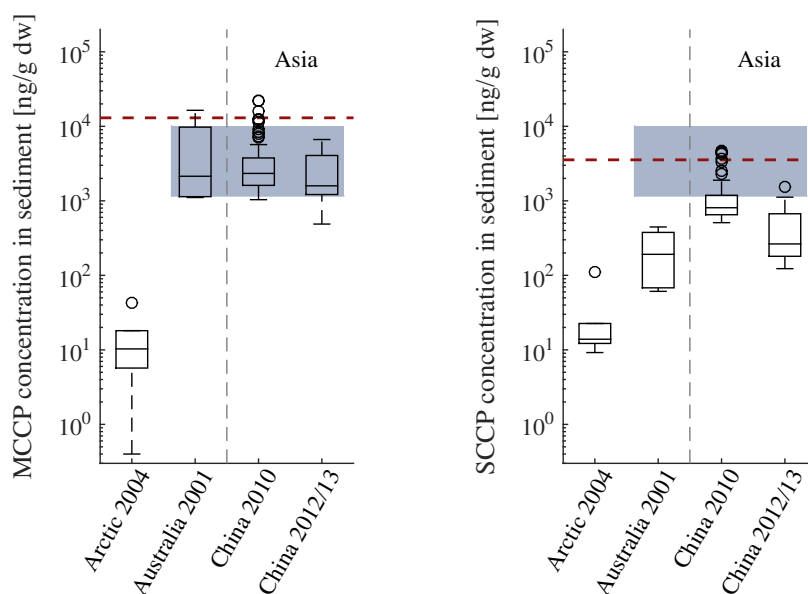 MCCP concentration in sediment [ng/g dw]
10^5
10^4
10^3
10^2
10^1
10^0
Asia
Arctic 2004
Australia 2001
China 2010
China 2012/13
SCCP concentration in sediment [ng/g dw]
10^5
10^4
10^3
10^2
10^1
10^0
Asia
Arctic 2004
Australia 2001
China 2010
China 2012/13